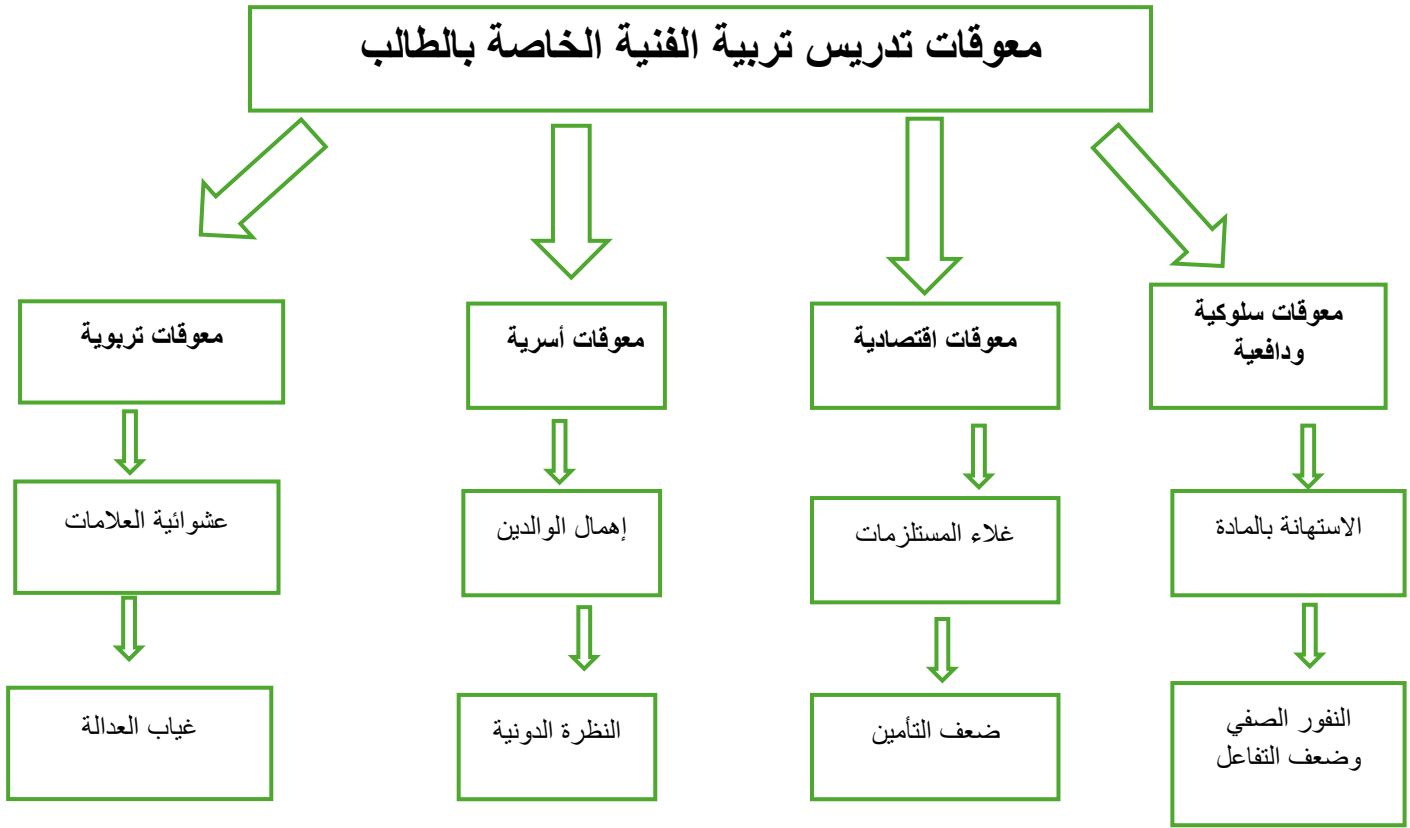 معوقات تدريس تربية الفنية الخاصة بالطالب
معوقات سلوكية
ودافعية
معوقات اقتصادية
معوقات أسرية
معوقات تربوية
الاستهانة بالمادة
غلاء المستلزمات
إهمال الوالدين
عشوائية العلامات
النفور الصفي
وضعف التفاعل
ضعف التأمين
النظرة الدونية
غياب العدالة